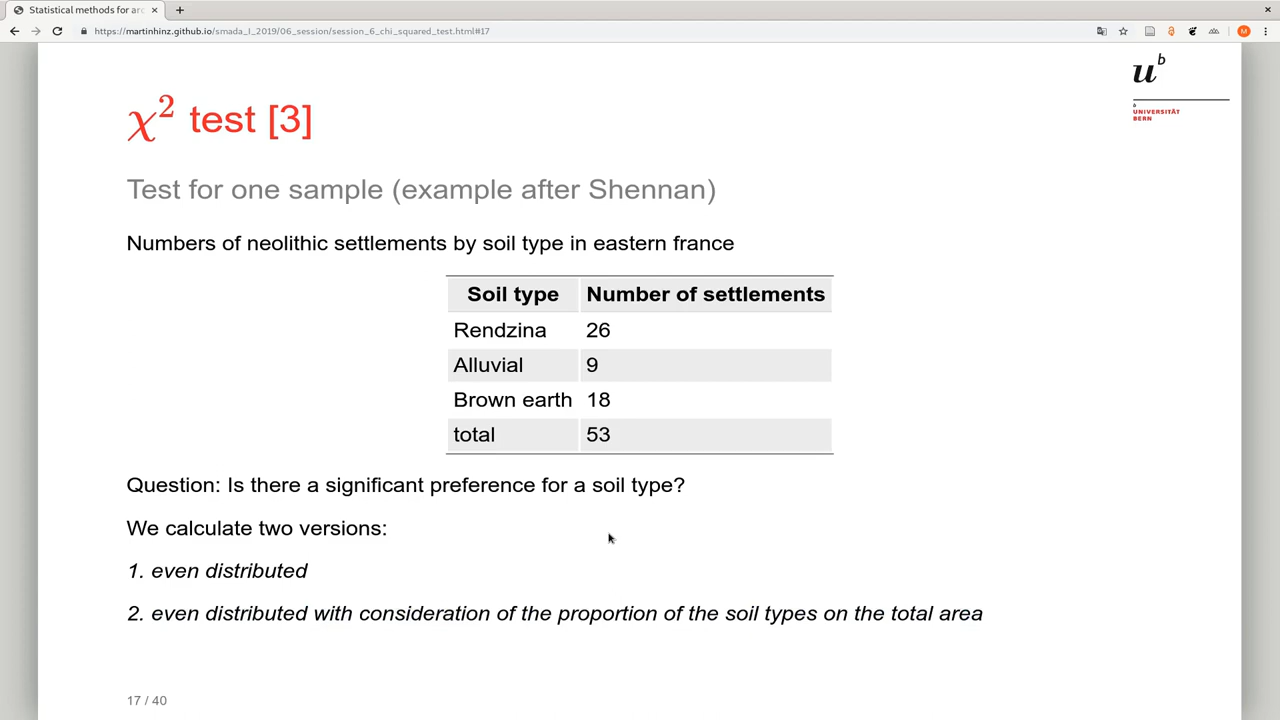 Statistical methods for arc
https://martinhinz.github.io/smada_I_2019/06_session/session_6_chi_squared_test.html#17
M
u^b
b
UNIVERSITÄT
BERN
χ² test [3]
Test for one sample (example after Shennan)
Numbers of neolithic settlements by soil type in eastern france
Soil type Number of settlements
Rendzina 26
Alluvial 9
Brown earth 18
total 53
Question: Is there a significant preference for a soil type?
We calculate two versions:
1. even distributed
2. even distributed with consideration of the proportion of the soil types on the total area
17 / 40